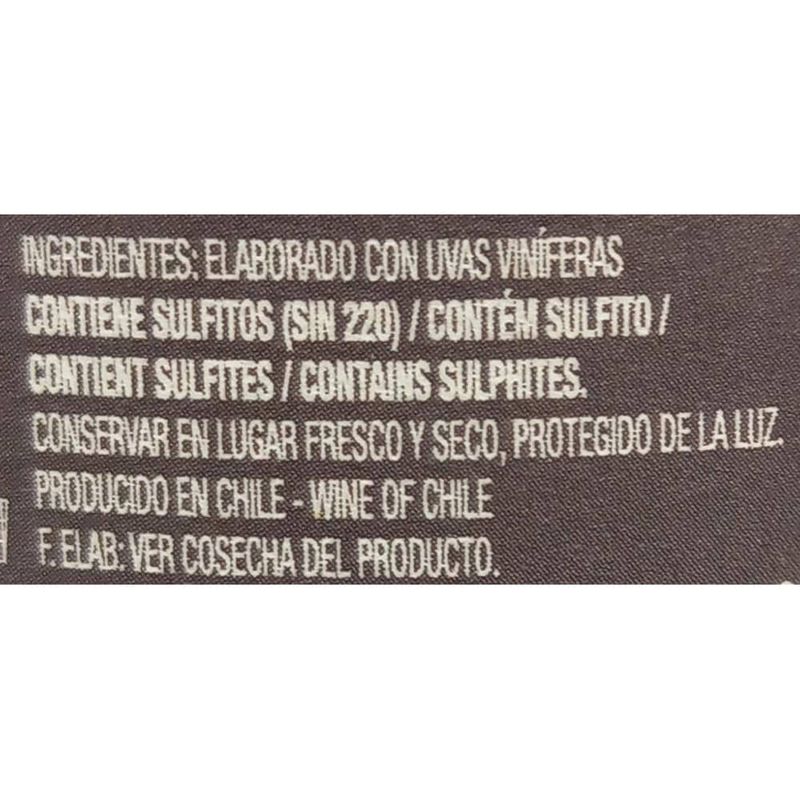 INGREDIENTES: ELABORADO CON UVAS VINÍFERAS
CONTIENE SULFITOS (SIN 220) / CONTÉM SULFITO /
CONTIENT SULFITES / CONTAINS SULPHITES.
CONSERVAR EN LUGAR FRESCO Y SECO, PROTEGIDO DE LA LUZ.
PRODUCIDO EN CHILE - WINE OF CHILE
F. ELAB: VER COSECHA DEL PRODUCTO.